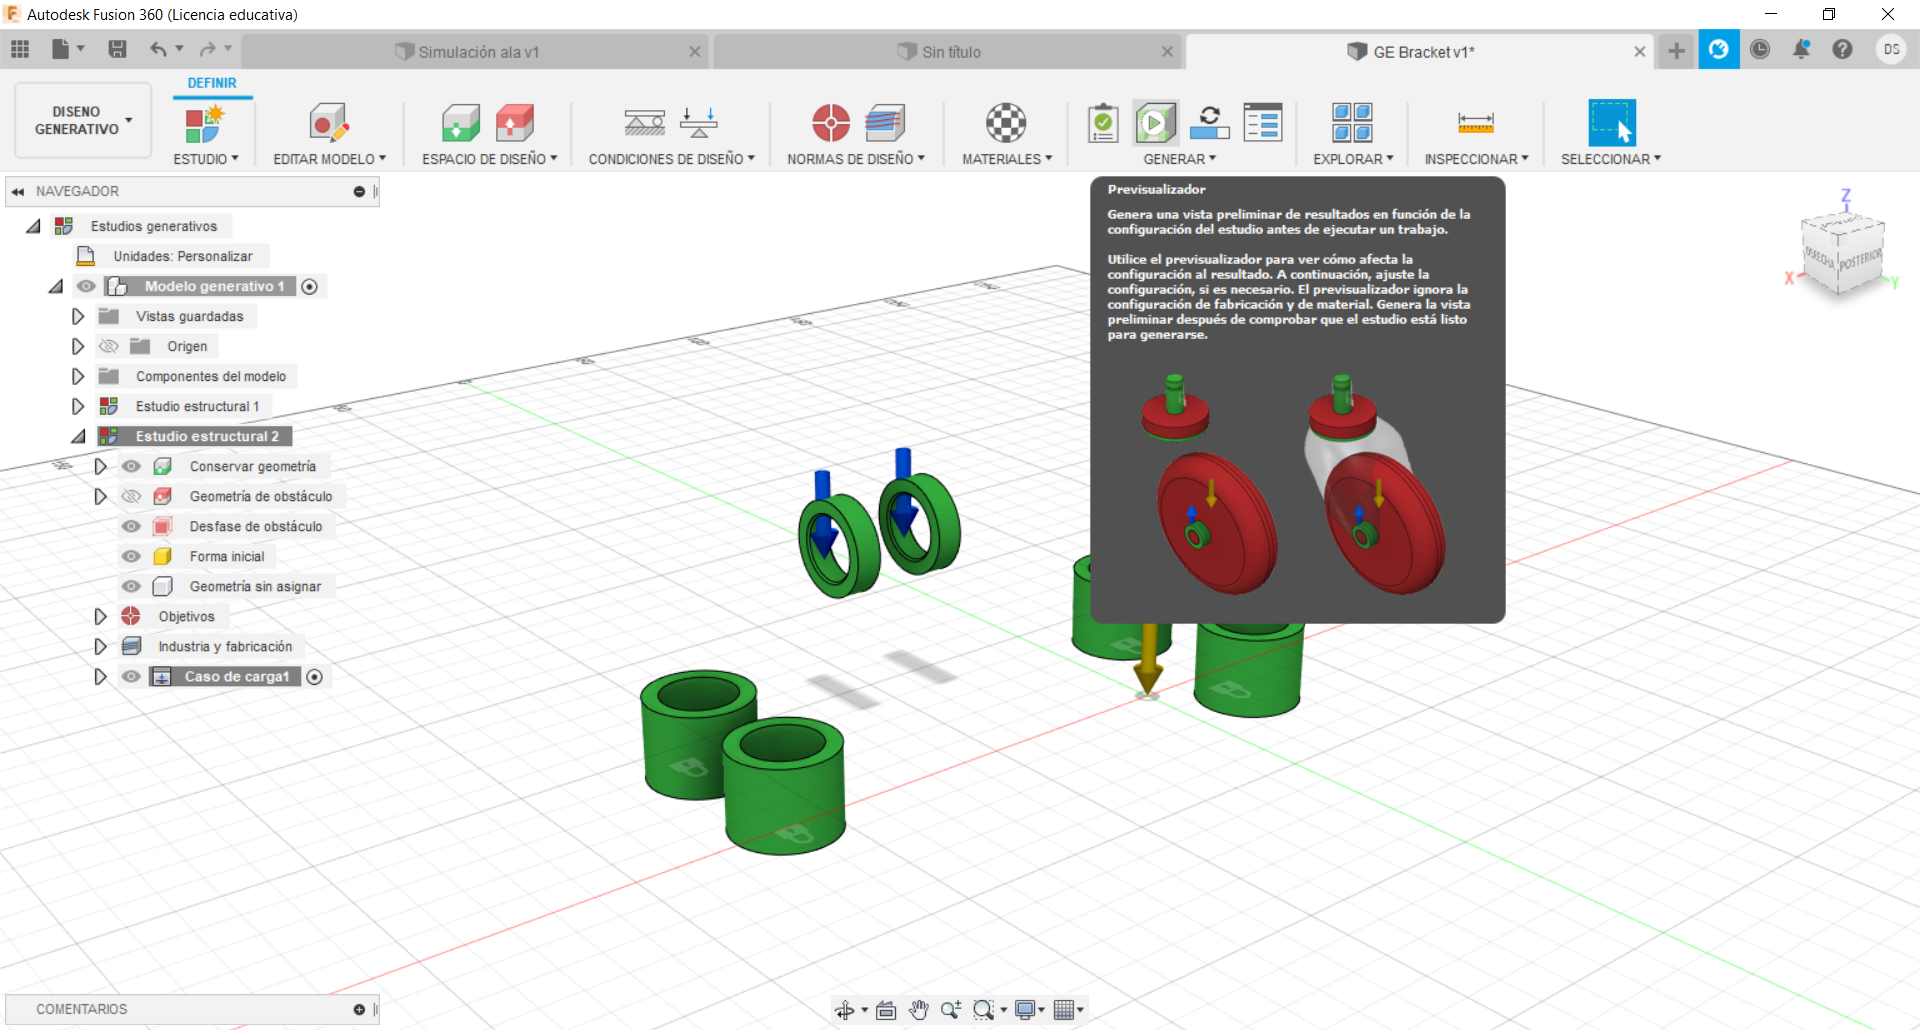 Autodesk Fusion 360 (Licencia educativa)
Simulación ala v1
Sin título
GE Bracket v1*
DS
DISENO
GENERATIVO
DEFINIR
ESTUDIO
EDITAR MODELO
ESPACIO DE DISEÑO
CONDICIONES DE DISEÑO
NORMAS DE DISEÑO
MATERIALES
GENERAR
EXPLORAR
INSPECCIONAR
SELECCIONAR
NAVEGADOR
Estudios generativos
Unidades: Personalizar
Modelo generativo 1
Vistas guardadas
Origen
Componentes del modelo
Estudio estructural 1
Estudio estructural 2
Conservar geometría
Geometría de obstáculo
Desfase de obstáculo
Forma inicial
Geometría sin asignar
Objetivos
Industria y fabricación
Caso de carga1
Previsualizador
Genera una vista preliminar de resultados en función de la
configuración del estudio antes de ejecutar un trabajo.
Utilice el previsualizador para ver cómo afecta la
configuración al resultado. A continuación, ajuste la
configuración, si es necesario. El previsualizador ignora la
configuración de fabricación y de material. Genera la vista
preliminar después de comprobar que el estudio está listo
para generarse.
Z
X
Y
DERECHA
POSTERIOR
COMENTARIOS